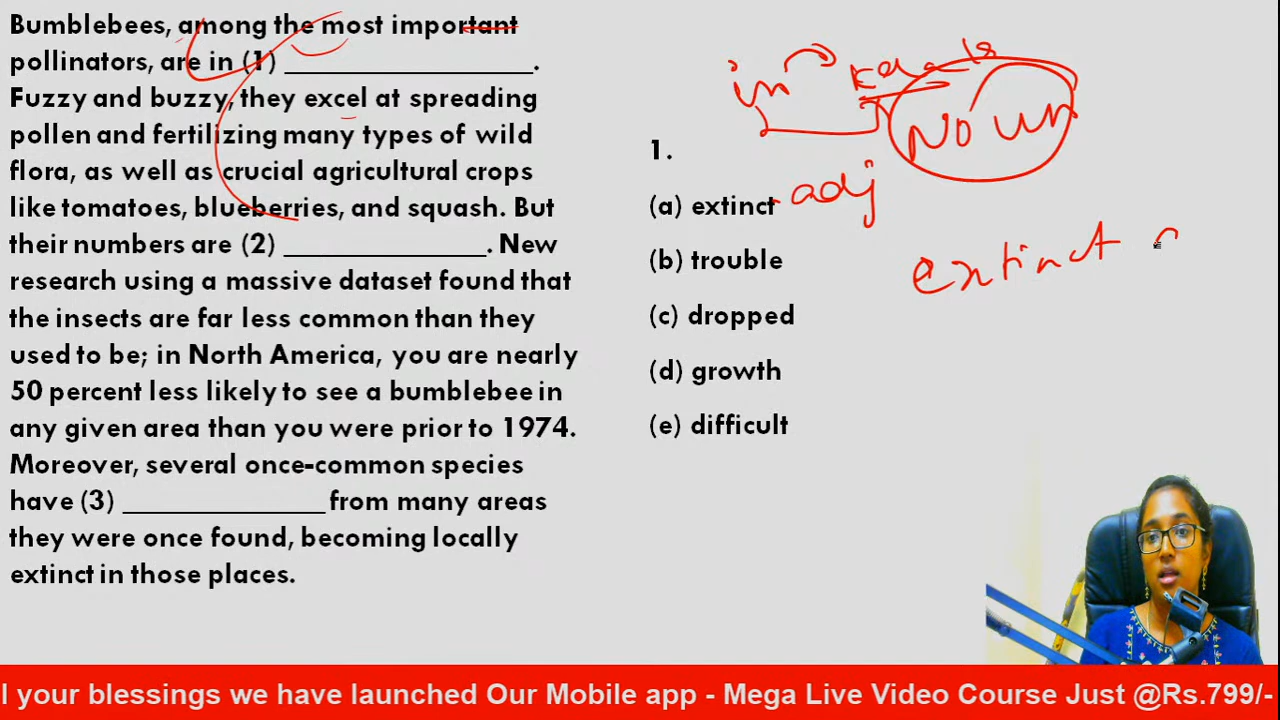 Bumblebees, among the most important
pollinators, are in (1) ____________________.
Fuzzy and buzzy, they excel at spreading
pollen and fertilizing many types of wild
flora, as well as crucial agricultural crops
like tomatoes, blueberries, and squash. But
their numbers are (2) ________________. New
research using a massive dataset found that
the insects are far less common than they
used to be; in North America, you are nearly
50 percent less likely to see a bumblebee in
any given area than you were prior to 1974.
Moreover, several once-common species
have (3) ________________ from many areas
they were once found, becoming locally
extinct in those places.
in
Noun
1.
(a) extinct - adj
(b) trouble
(c) dropped
(d) growth
(e) difficult
extinct
l your blessings we have launched Our Mobile app - Mega Live Video Course Just @Rs.799/-